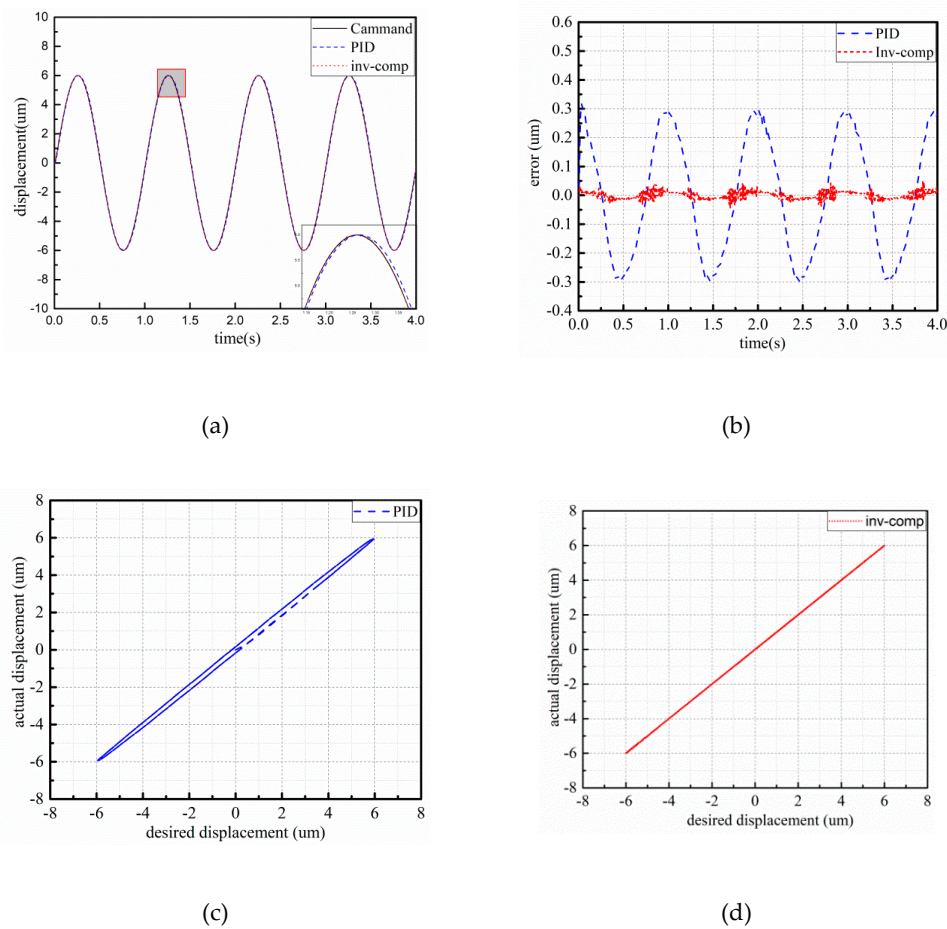 10
8
6
4
2
0
-2
-4
-6
-8
-10
displacement(um)
Cammand
PID
inv-comp
0.0 0.5 1.0 1.5 2.0 2.5 3.0 3.5 4.0
time(s)
(a)
0.6
0.5
0.4
0.3
0.2
0.1
0.0
-0.1
-0.2
-0.3
-0.4
error (um)
PID
Inv-comp
0.0 0.5 1.0 1.5 2.0 2.5 3.0 3.5 4.0
time(s)
(b)
8
6
4
2
0
-2
-4
-6
-8
actual displacement (um)
PID
-8 -6 -4 -2 0 2 4 6 8
desired displacement (um)
(c)
8
6
4
2
0
-2
-4
-6
-8
actual displacement (um)
inv-comp
-8 -6 -4 -2 0 2 4 6 8
desired displacement (um)
(d)